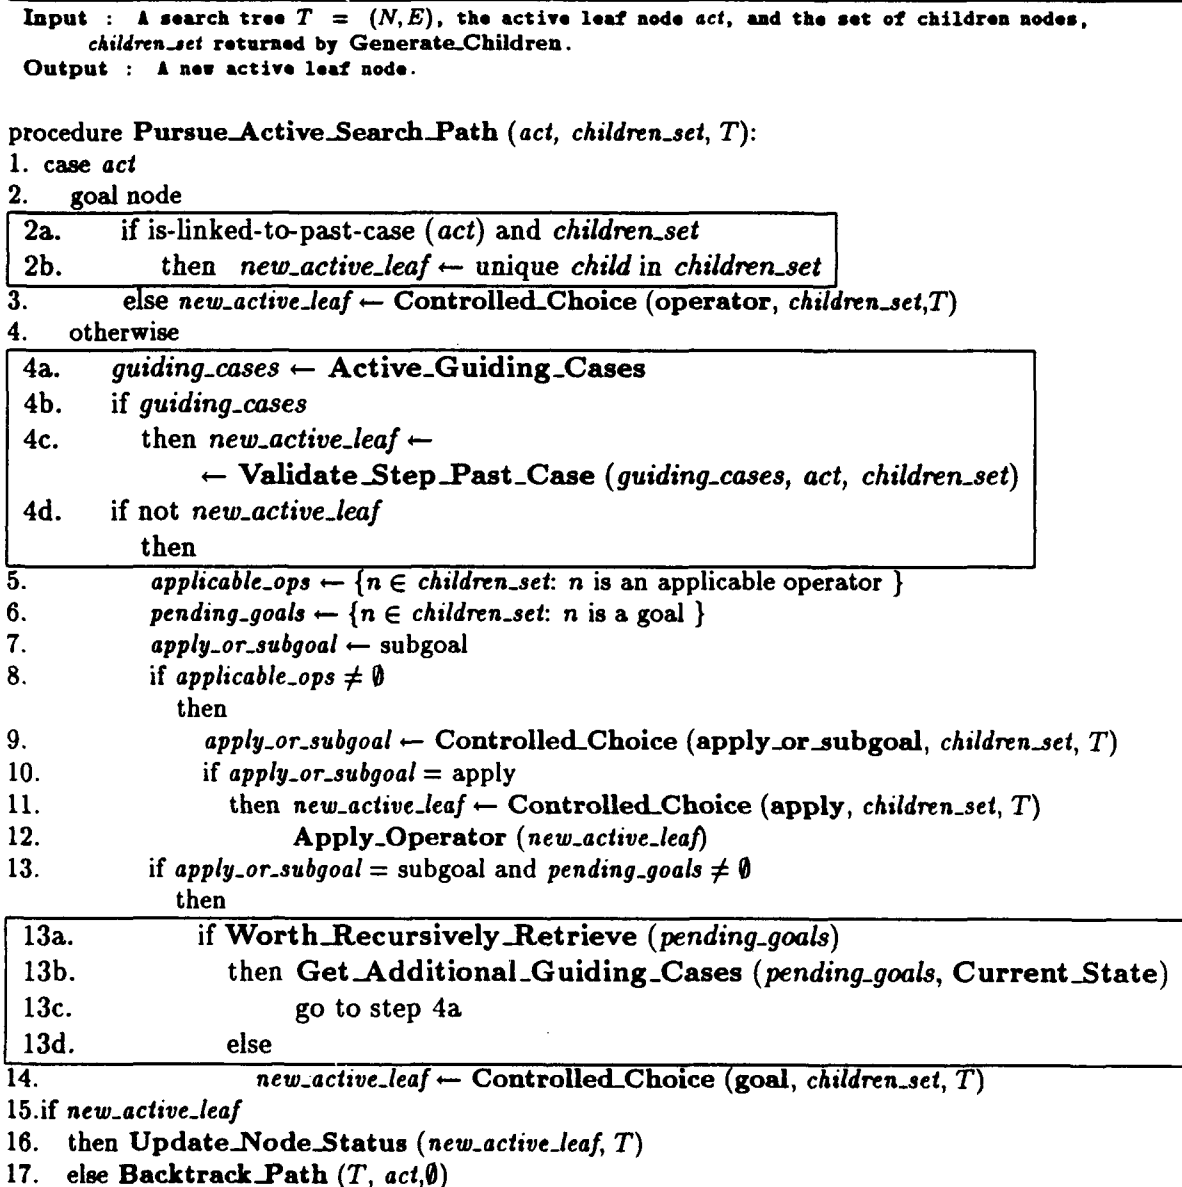 Input : A search tree T = (N,E), the active leaf node act, and the set of children nodes,
children_set returned by Generate_Children.
Output : A new active leaf node.
procedure Pursue_Active_Search_Path (act, children_set, T):
1. case act
2. goal node
2a. if is-linked-to-past-case (act) and children_set
2b. then new_active_leaf ← unique child in children_set
3. else new_active_leaf ← Controlled_Choice (operator, children_set,T)
4. otherwise
4a. guiding_cases ← Active_Guiding_Cases
4b. if guiding_cases
4c. then new_active_leaf ←
← Validate_Step_Past_Case (guiding_cases, act, children_set)
4d. if not new_active_leaf
then
5. applicable_ops ← {n ∈ children_set: n is an applicable operator }
6. pending_goals ← {n ∈ children_set: n is a goal }
7. apply_or_subgoal ← subgoal
8. if applicable_ops ≠ ∅
then
9. apply_or_subgoal ← Controlled_Choice (apply_or_subgoal, children_set, T)
10. if apply_or_subgoal = apply
11. then new_active_leaf ← Controlled_Choice (apply, children_set, T)
12. Apply_Operator (new_active_leaf)
13. if apply_or_subgoal = subgoal and pending_goals ≠ ∅
then
13a. if Worth_Recursively_Retrieve (pending_goals)
13b. then Get_Additional_Guiding_Cases (pending_goals, Current_State)
13c. go to step 4a
13d. else
14. new_active_leaf ← Controlled_Choice (goal, children_set, T)
15.if new_active_leaf
16. then Update_Node_Status (new_active_leaf, T)
17. else Backtrack_Path (T, act,∅)